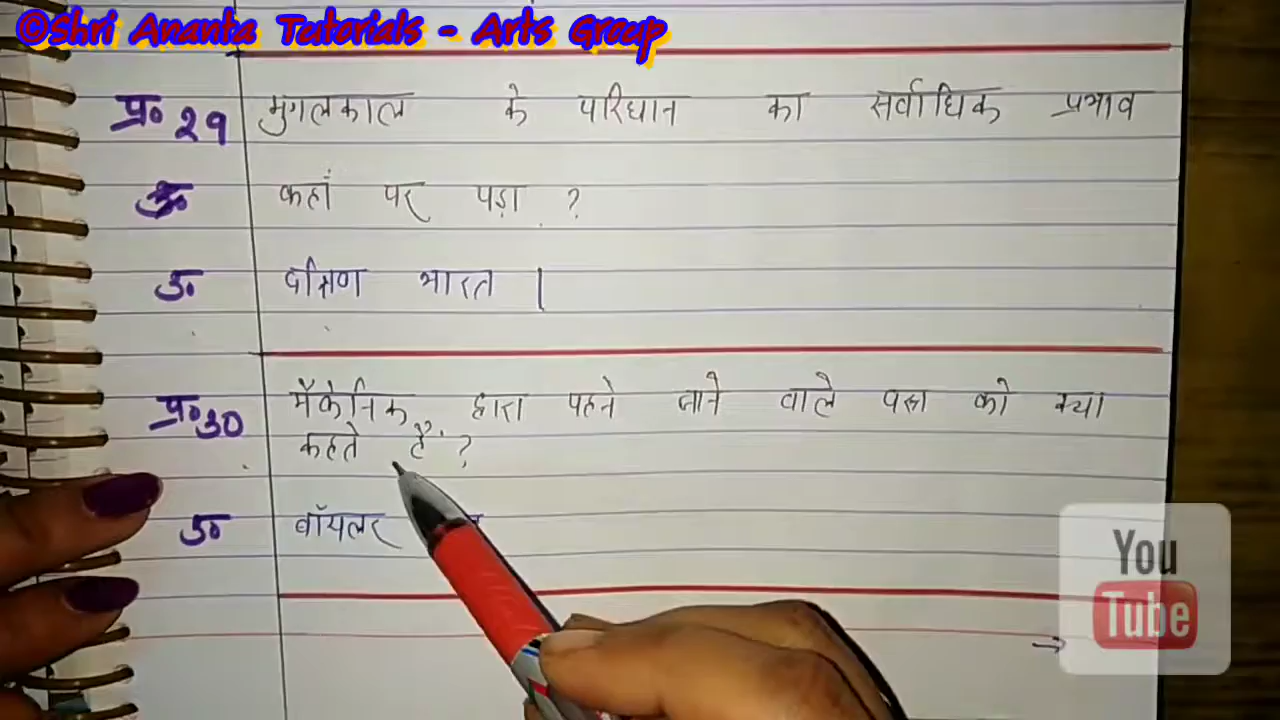 ©Shri Ananta Tutorials - Arts Group
प्र० 29 मुगलकाल के परिधान का सर्वाधिक प्रभाव
कहाँ पर पड़ा ?
उ० दक्षिण भारत |
प्र० 30 मैकेनिक द्वारा पहने जाने वाले वस्त्र को क्या
कहते हैं ?
उ० बॉयलर
You
Tube